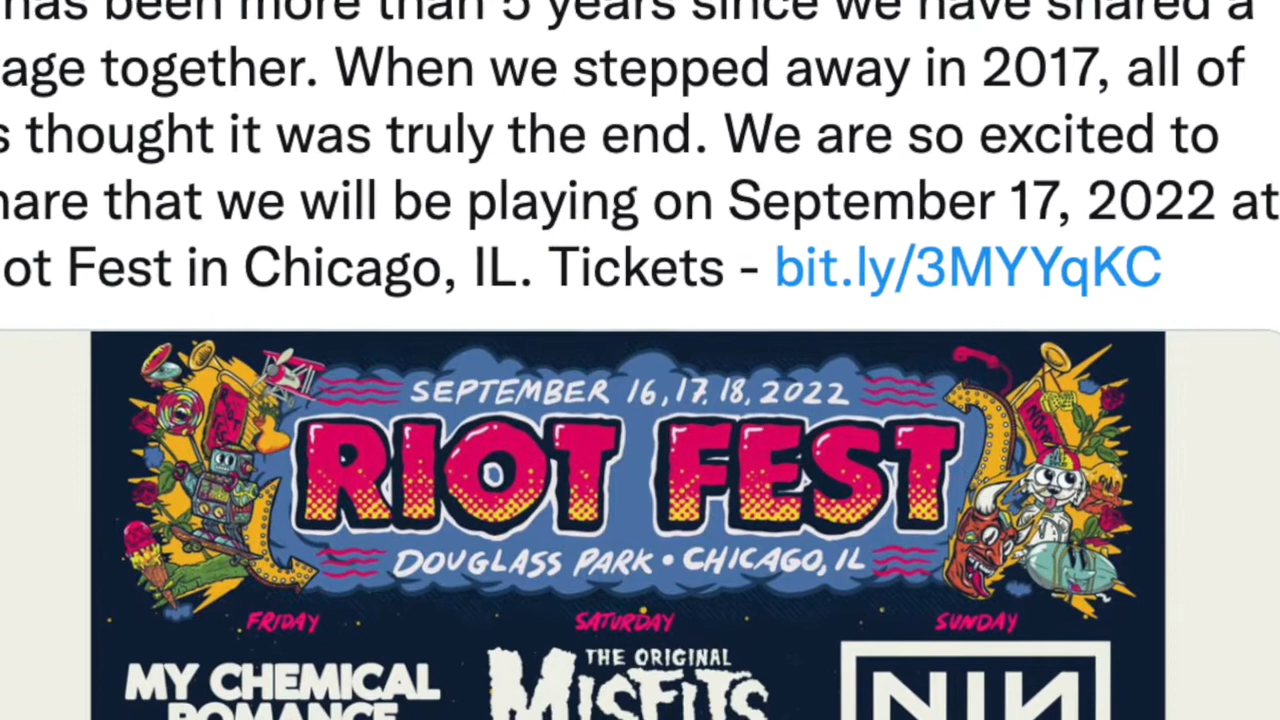 has been more than 5 years since we have shared a
age together. When we stepped away in 2017, all of
s thought it was truly the end. We are so excited to
hare that we will be playing on September 17, 2022 at
ot Fest in Chicago, IL. Tickets - bit.ly/3MYYqKC
SEPTEMBER 16, 17, 18, 2022
RIOT FEST
DOUGLASS PARK • CHICAGO, IL
FRIDAY SATURDAY SUNDAY
MY CHEMICAL
ROMANCE
THE ORIGINAL
MISFITS
NIN